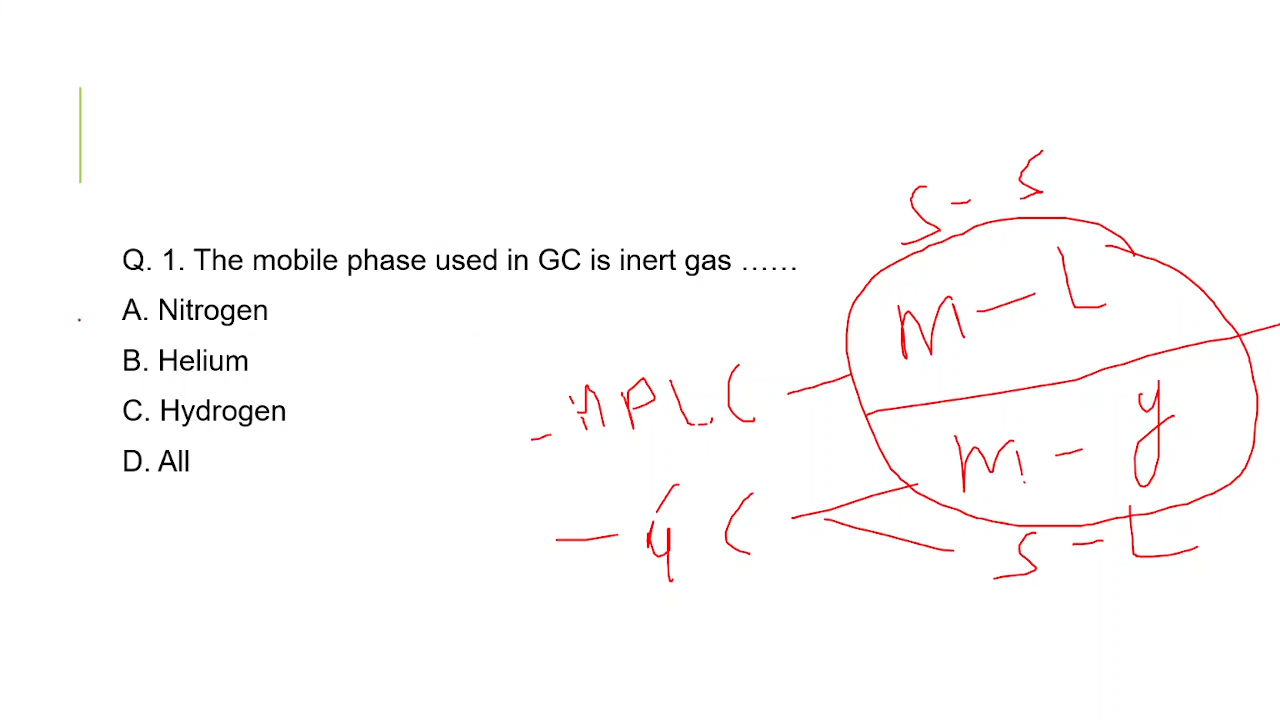 Q. 1. The mobile phase used in GC is inert gas ……
A. Nitrogen
B. Helium
C. Hydrogen
D. All
S - S
m - L
- HPLC
m - g
- GC
S - L